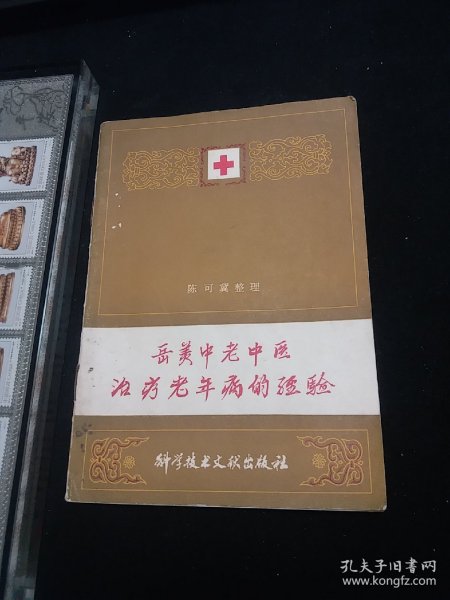 陈可冀整理
岳美中老中医
治疗老年病的经验
科学技术文献出版社
孔夫子旧书网
www.kongfz.com